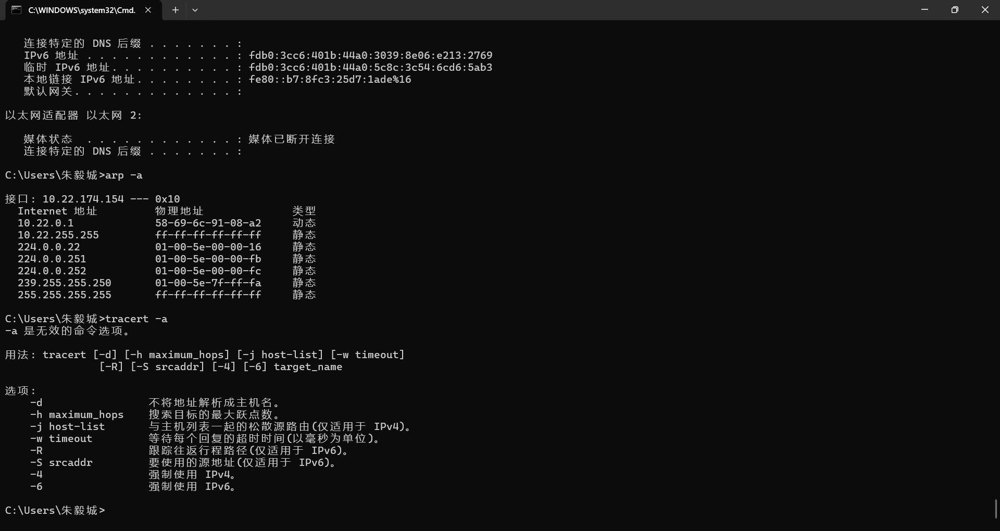 C:\WINDOWS\system32\Cmd.
连接特定的 DNS 后缀 . . . . . . . . :
IPv6 地址 . . . . . . . . . . . . : fdb0:3cc6:401b:44a0:3039:8e06:e213:2769
临时 IPv6 地址. . . . . . . . . . : fdb0:3cc6:401b:44a0:5c8c:3c54:6cd6:5ab3
本地链接 IPv6 地址. . . . . . . . : fe80::b7:8fc3:25d7:1ade%16
默认网关. . . . . . . . . . . . . :
以太网适配器 以太网 2:
媒体状态  . . . . . . . . . . . . : 媒体已断开连接
连接特定的 DNS 后缀 . . . . . . . :
C:\Users\朱毅城>arp -a
接口: 10.22.174.154 --- 0x10
Internet 地址         物理地址              类型
10.22.0.1             58-69-6c-91-08-a2     动态
10.22.255.255         ff-ff-ff-ff-ff-ff     静态
224.0.0.22            01-00-5e-00-00-16     静态
224.0.0.251           01-00-5e-00-00-fb     静态
224.0.0.252           01-00-5e-00-00-fc     静态
239.255.255.250       01-00-5e-7f-ff-fa     静态
255.255.255.255       ff-ff-ff-ff-ff-ff     静态
C:\Users\朱毅城>tracert -a
-a 是无效的命令选项。
用法: tracert [-d] [-h maximum_hops] [-j host-list] [-w timeout]
[-R] [-S srcaddr] [-4] [-6] target_name
选项:
-d                 不将地址解析成主机名。
-h maximum_hops    搜索目标的最大跃点数。
-j host-list       与主机列表一起的松散源路由(仅适用于 IPv4)。
-w timeout         等待每个回复的超时时间(以毫秒为单位)。
-R                 跟踪往返行程路径(仅适用于 IPv6)。
-S srcaddr         要使用的源地址(仅适用于 IPv6)。
-4                 强制使用 IPv4。
-6                 强制使用 IPv6。
C:\Users\朱毅城>